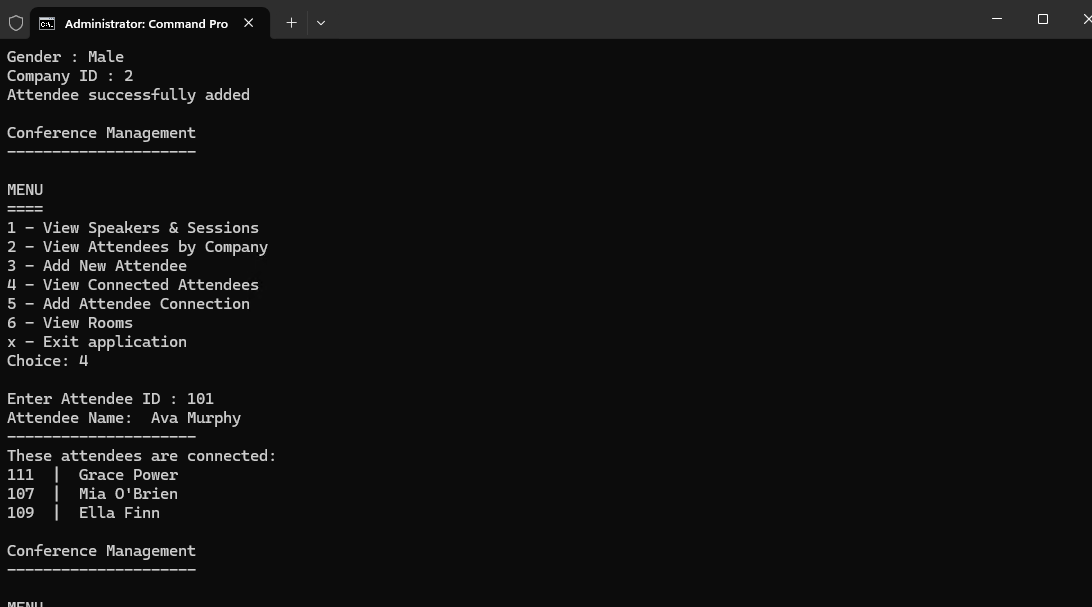 Administrator: Command Pro
Gender : Male
Company ID : 2
Attendee successfully added
Conference Management
---------------------
MENU
====
1 - View Speakers & Sessions
2 - View Attendees by Company
3 - Add New Attendee
4 - View Connected Attendees
5 - Add Attendee Connection
6 - View Rooms
x - Exit application
Choice: 4
Enter Attendee ID : 101
Attendee Name:  Ava Murphy
---------------------
These attendees are connected:
111  |  Grace Power
107  |  Mia O'Brien
109  |  Ella Finn
Conference Management
---------------------
MENU